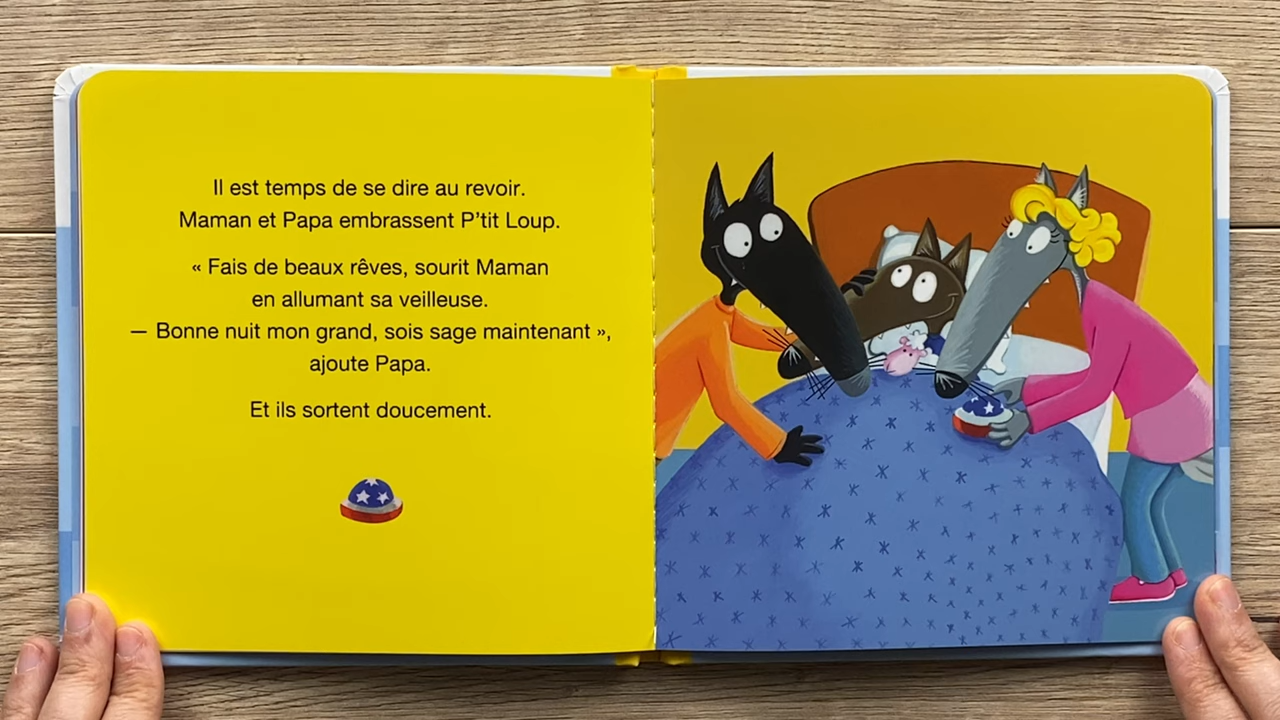 Il est temps de se dire au revoir.
Maman et Papa embrassent P’tit Loup.
« Fais de beaux rêves, sourit Maman
en allumant sa veilleuse.
— Bonne nuit mon grand, sois sage maintenant »,
ajoute Papa.
Et ils sortent doucement.